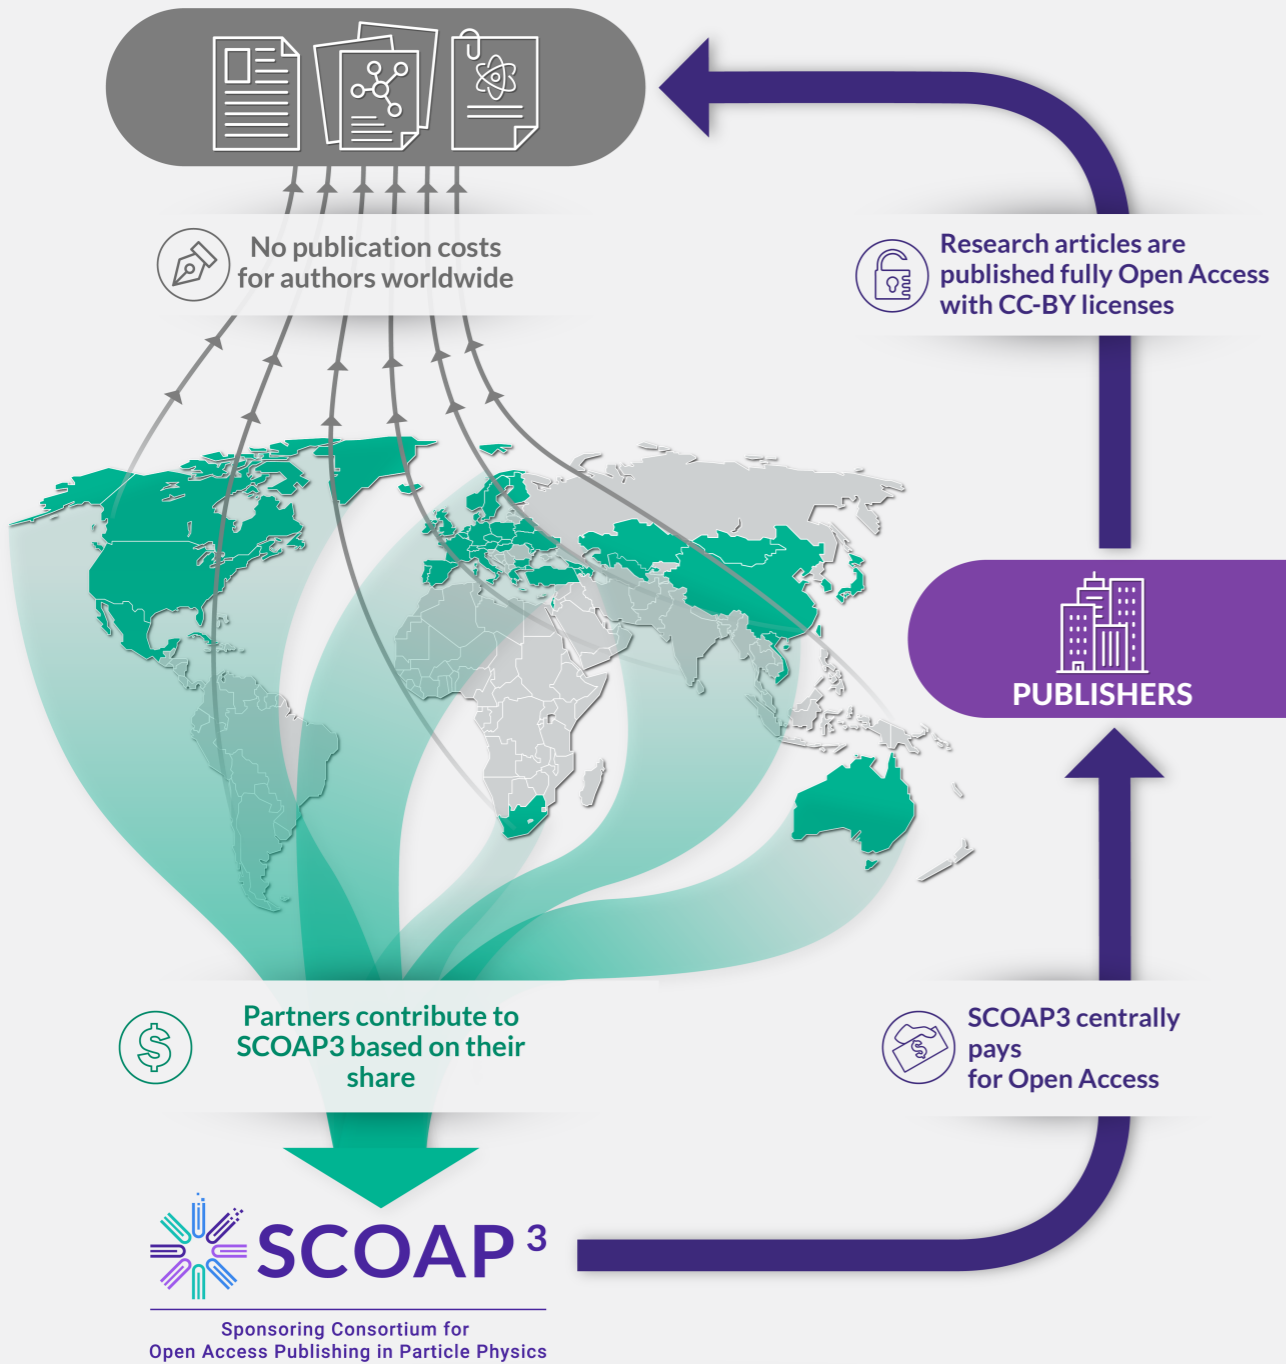 No publication costs
for authors worldwide
Research articles are
published fully Open Access
with CC-BY licenses
PUBLISHERS
Partners contribute to
SCOAP3 based on their
share
SCOAP3 centrally
pays
for Open Access
SCOAP 3
Sponsoring Consortium for
Open Access Publishing in Particle Physics